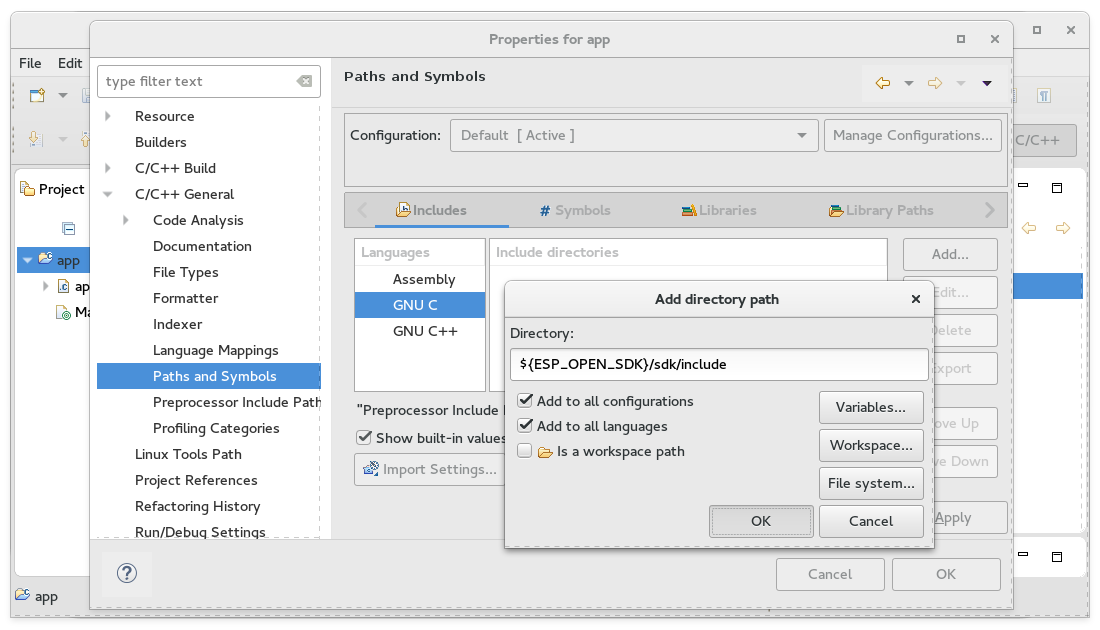 Properties for app
File Edit
type filter text
Paths and Symbols
Resource
Builders
C/C++ Build
C/C++ General
Code Analysis
Documentation
File Types
Formatter
Indexer
Language Mappings
Paths and Symbols
Preprocessor Include Path
Profiling Categories
Linux Tools Path
Project References
Refactoring History
Run/Debug Settings
Configuration:
Default [ Active ]
Manage Configurations...
C/C++
Project
app
ap
Ma
Includes
# Symbols
Libraries
Library Paths
Languages
Assembly
GNU C
GNU C++
Include directories
Add...
Edit...
elete
xport
ove Up
ve Down
Apply
"Preprocessor Include
Show built-in values
Import Settings...
Add directory path
Directory:
${ESP_OPEN_SDK}/sdk/include
Add to all configurations
Add to all languages
Is a workspace path
Variables...
Workspace...
File system...
OK
Cancel
Cancel
OK
app